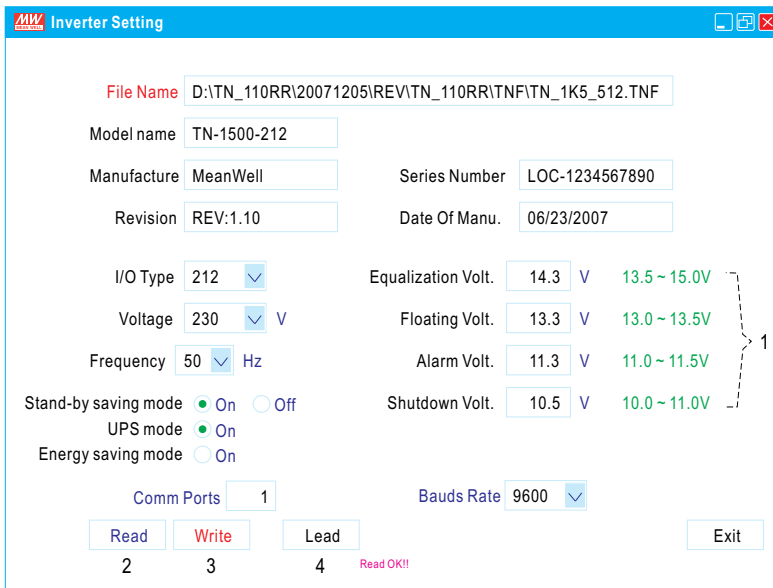 MW MEAN WELL Inverter Setting
File Name D:\TN_110RR\20071205\REV\TN_110RR\TNF\TN_1K5_512.TNF
Model name TN-1500-212
Manufacture MeanWell Series Number LOC-1234567890
Revision REV:1.10 Date Of Manu. 06/23/2007
I/O Type 212 Equalization Volt. 14.3 V 13.5 ~ 15.0V
Voltage 230 V Floating Volt. 13.3 V 13.0 ~ 13.5V
1
Frequency 50 Hz Alarm Volt. 11.3 V 11.0 ~ 11.5V
Stand-by saving mode On Off Shutdown Volt. 10.5 V 10.0 ~ 11.0V
UPS mode On
Energy saving mode On
Comm Ports 1 Bauds Rate 9600
Read Write Lead Exit
2 3 4 Read OK!!